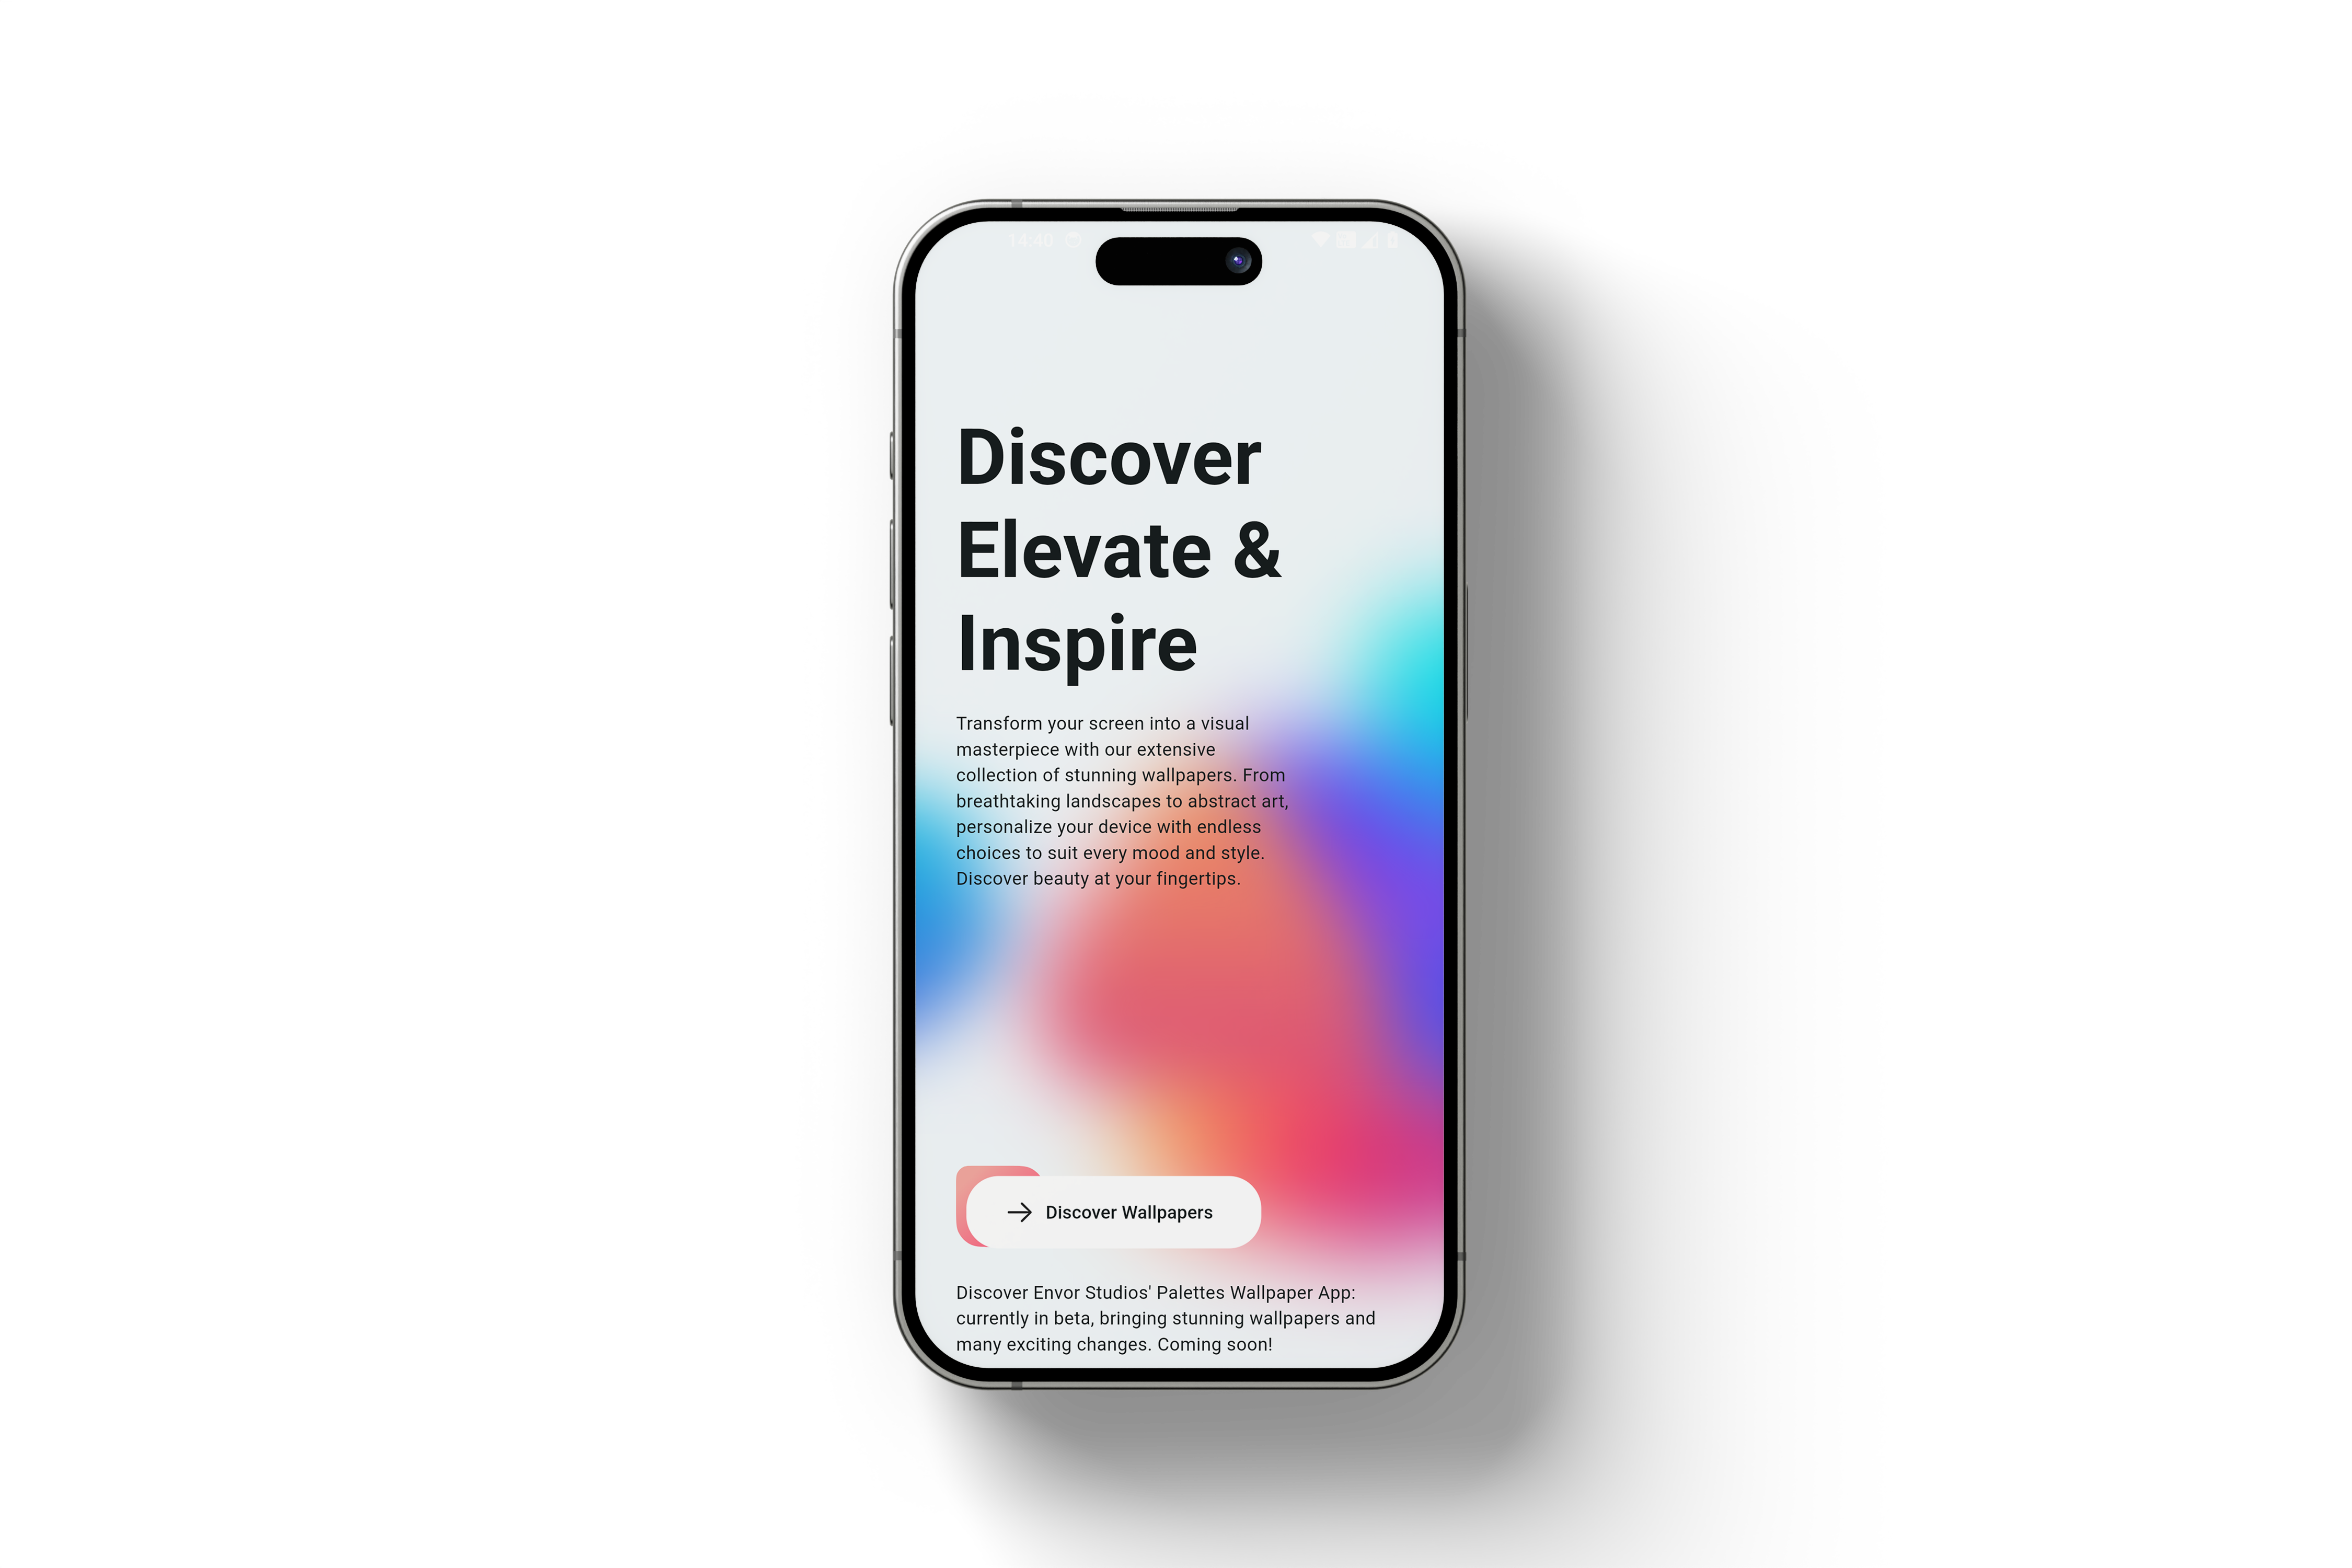 14:40
Discover
Elevate &
Inspire
Transform your screen into a visual
masterpiece with our extensive
collection of stunning wallpapers. From
breathtaking landscapes to abstract art,
personalize your device with endless
choices to suit every mood and style.
Discover beauty at your fingertips.
Discover Wallpapers
Discover Envor Studios' Palettes Wallpaper App:
currently in beta, bringing stunning wallpapers and
many exciting changes. Coming soon!